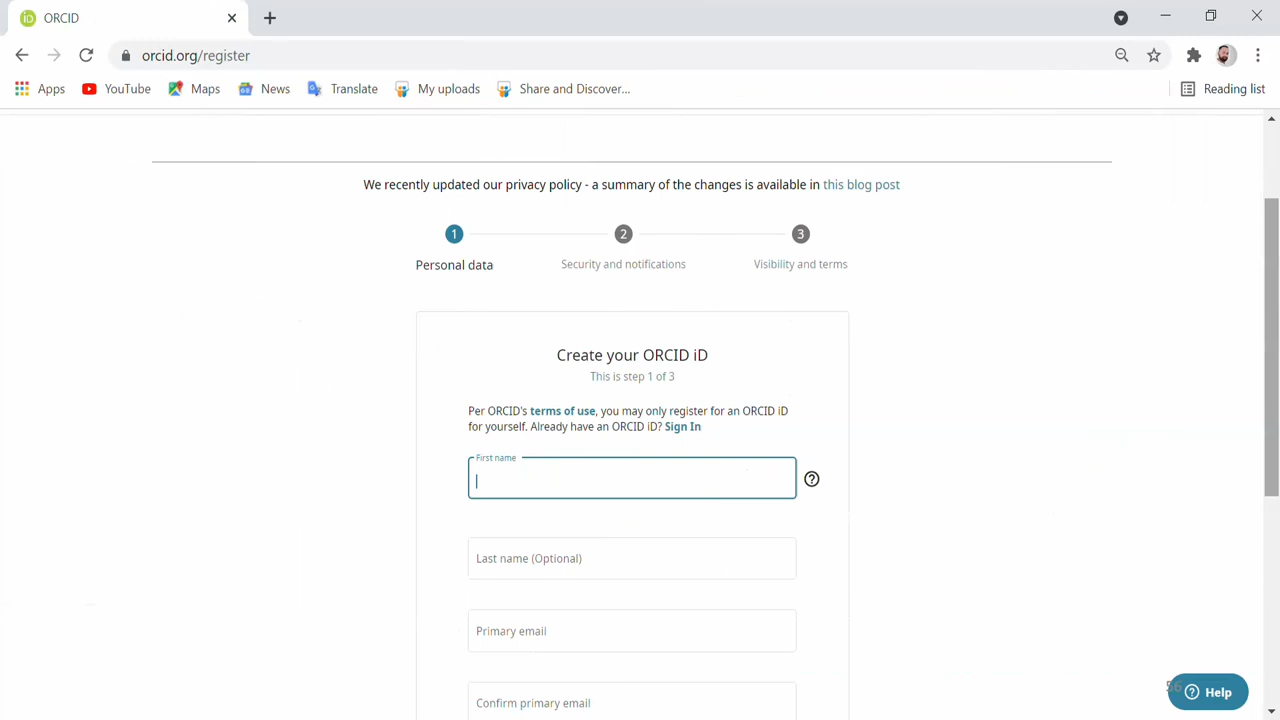 iD ORCID
orcid.org/register
Apps YouTube Maps News Translate My uploads Share and Discover... Reading list
We recently updated our privacy policy - a summary of the changes is available in this blog post
1 2 3
Personal data Security and notifications Visibility and terms
Create your ORCID iD
This is step 1 of 3
Per ORCID's terms of use, you may only register for an ORCID iD
for yourself. Already have an ORCID iD? Sign In
First name
Last name (Optional)
Primary email
Confirm primary email
56
Help